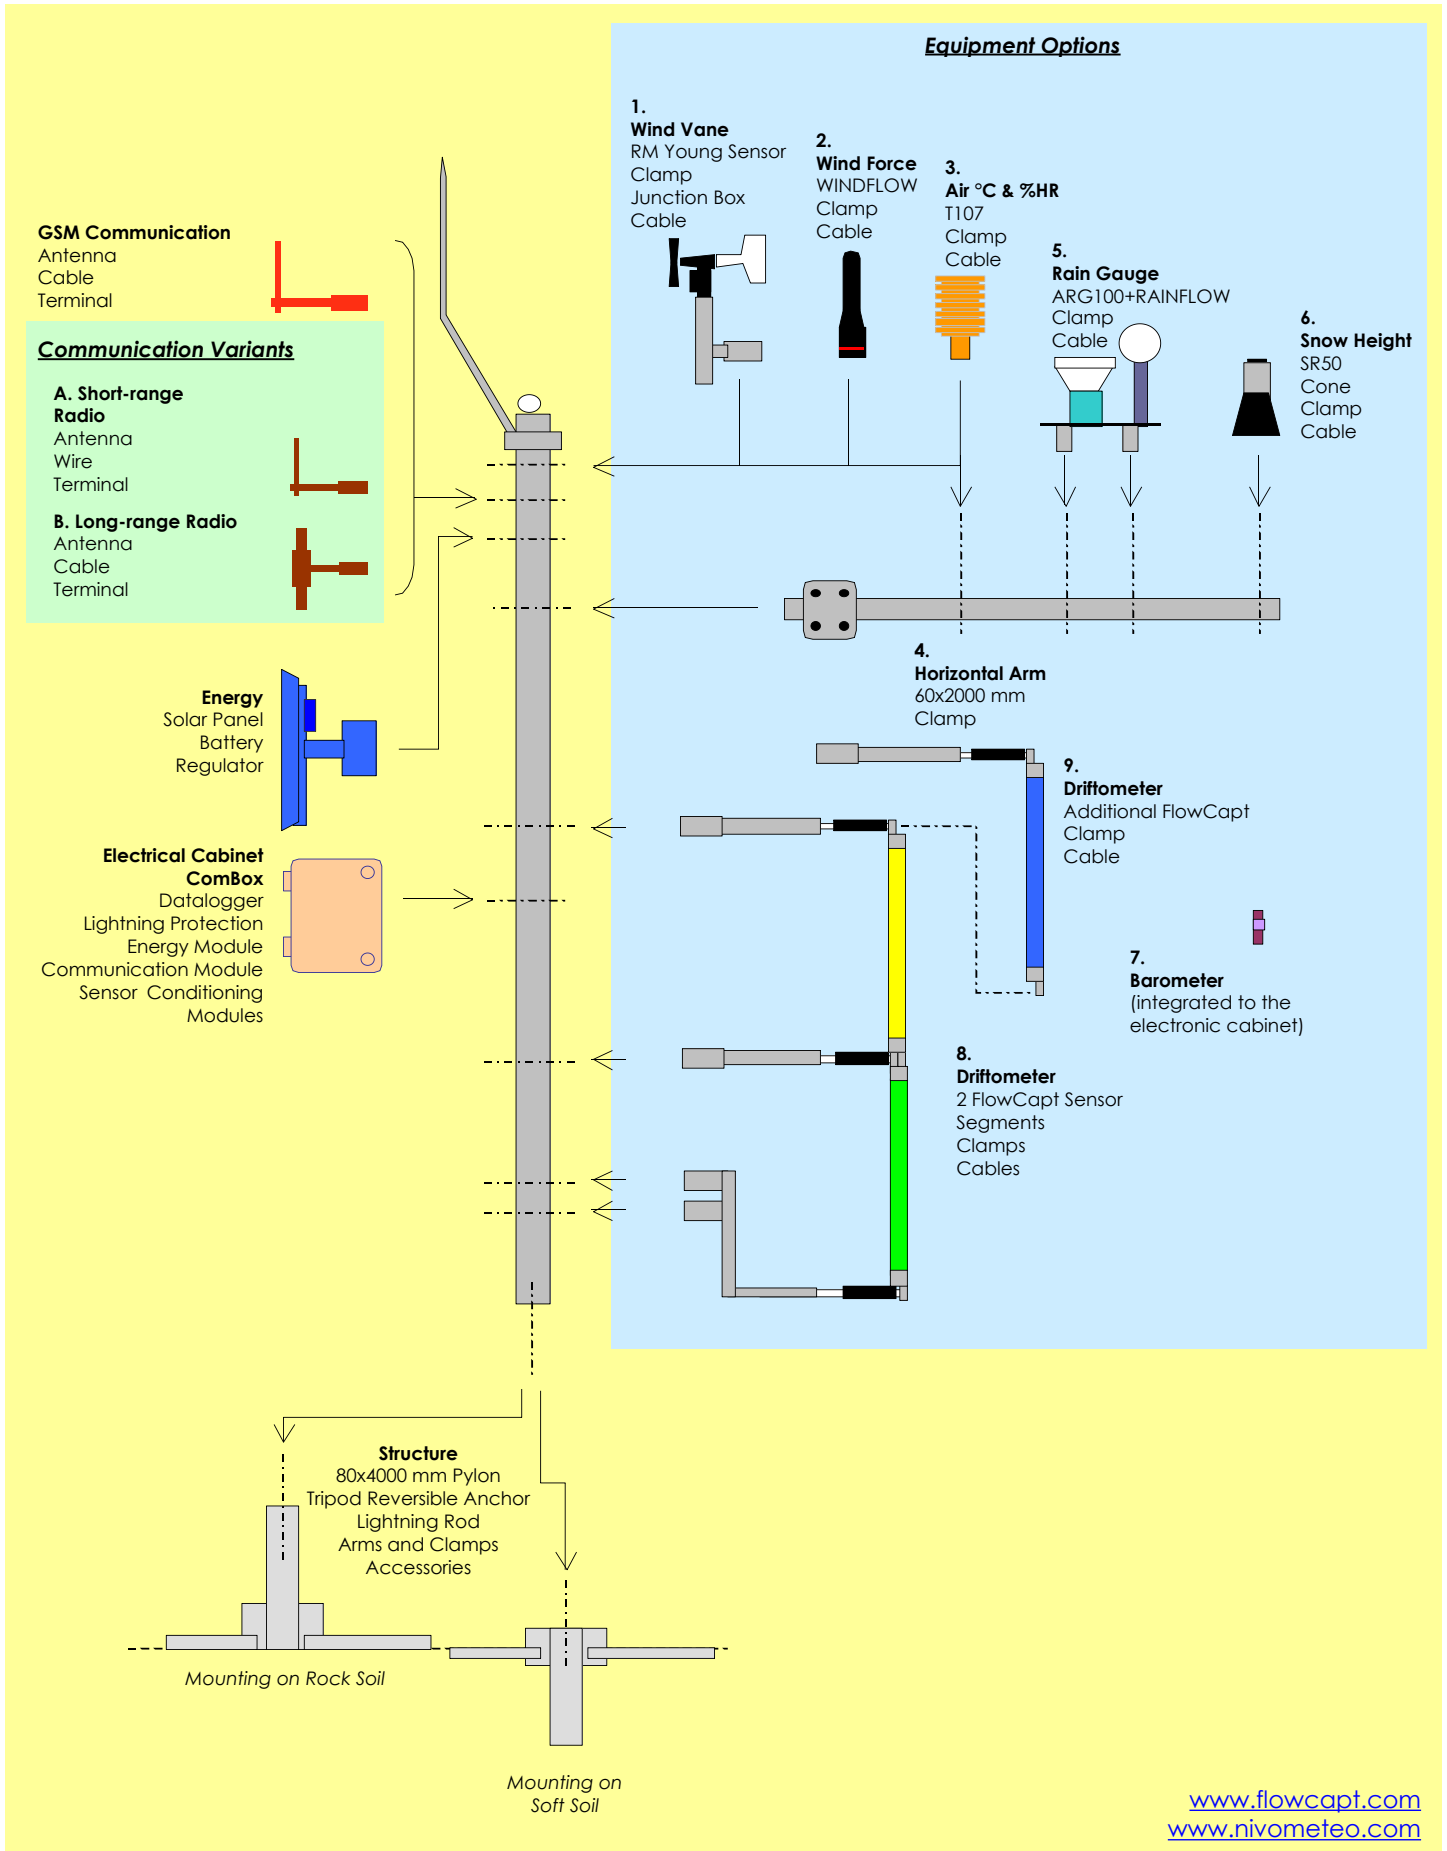 Equipment Options
1.
Wind Vane
RM Young Sensor
Clamp
Junction Box
Cable
2.
Wind Force
WINDFLOW
Clamp
Cable
3.
Air °C & %HR
T107
Clamp
Cable
5.
Rain Gauge
ARG100+RAINFLOW
Clamp
Cable
6.
Snow Height
SR50
Cone
Clamp
Cable
GSM Communication
Antenna
Cable
Terminal
Communication Variants
A. Short-range
Radio
Antenna
Wire
Terminal
B. Long-range Radio
Antenna
Cable
Terminal
4.
Horizontal Arm
60x2000 mm
Clamp
Energy
Solar Panel
Battery
Regulator
9.
Driftometer
Additional FlowCapt
Clamp
Cable
Electrical Cabinet
ComBox
Datalogger
Lightning Protection
Energy Module
Communication Module
Sensor Conditioning
Modules
7.
Barometer
(integrated to the
electronic cabinet)
8.
Driftometer
2 FlowCapt Sensor
Segments
Clamps
Cables
Structure
80x4000 mm Pylon
Tripod Reversible Anchor
Lightning Rod
Arms and Clamps
Accessories
Mounting on Rock Soil
Mounting on
Soft Soil
www.flowcapt.com
www.nivometeo.com